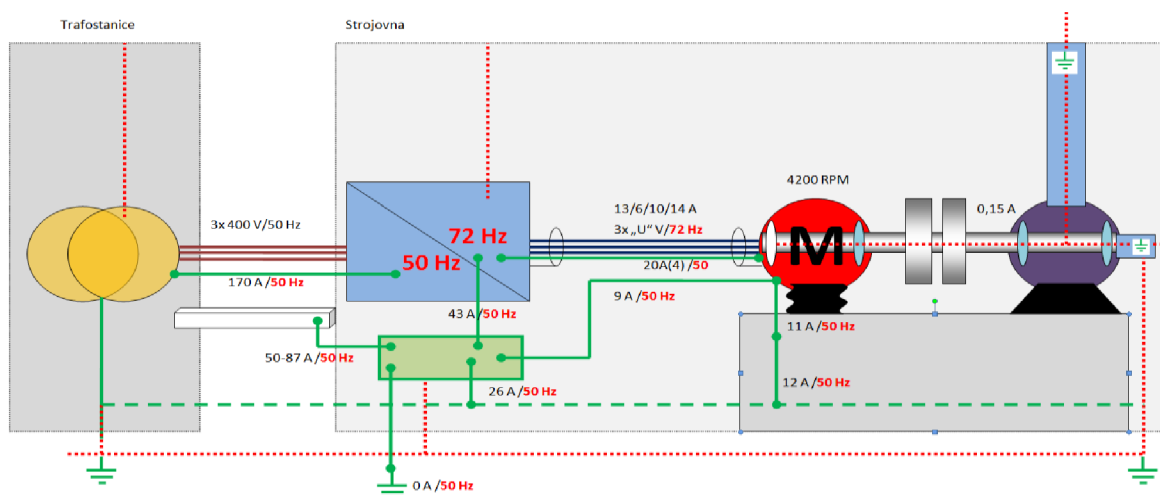 Trafostanice
Strojovna
3x 400 V/50 Hz
170 A/50 Hz
72 Hz
50 Hz
13/6/10/14 A
3x „U“ V/72 Hz
20A(4) /50
9 A /50 Hz
4200 RPM
M
0,15 A
43 A/50 Hz
50-87 A /50 Hz
26 A /50 Hz
11 A/50 Hz
12 A/50 Hz
0 A /50 Hz